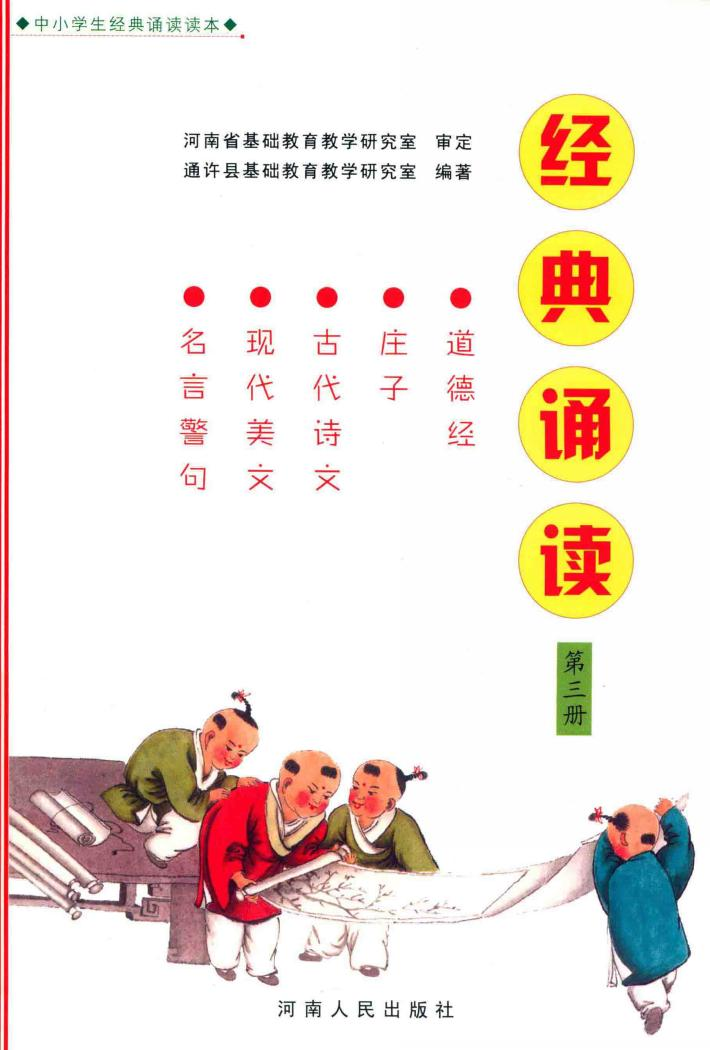 ◆中小学生经典诵读读本◆
河南省基础教育教学研究室 审定
通许县基础教育教学研究室 编著
经典诵读
第三册
●道德经
●庄子
●古代诗文
●现代美文
●名言警句
河南人民出版社